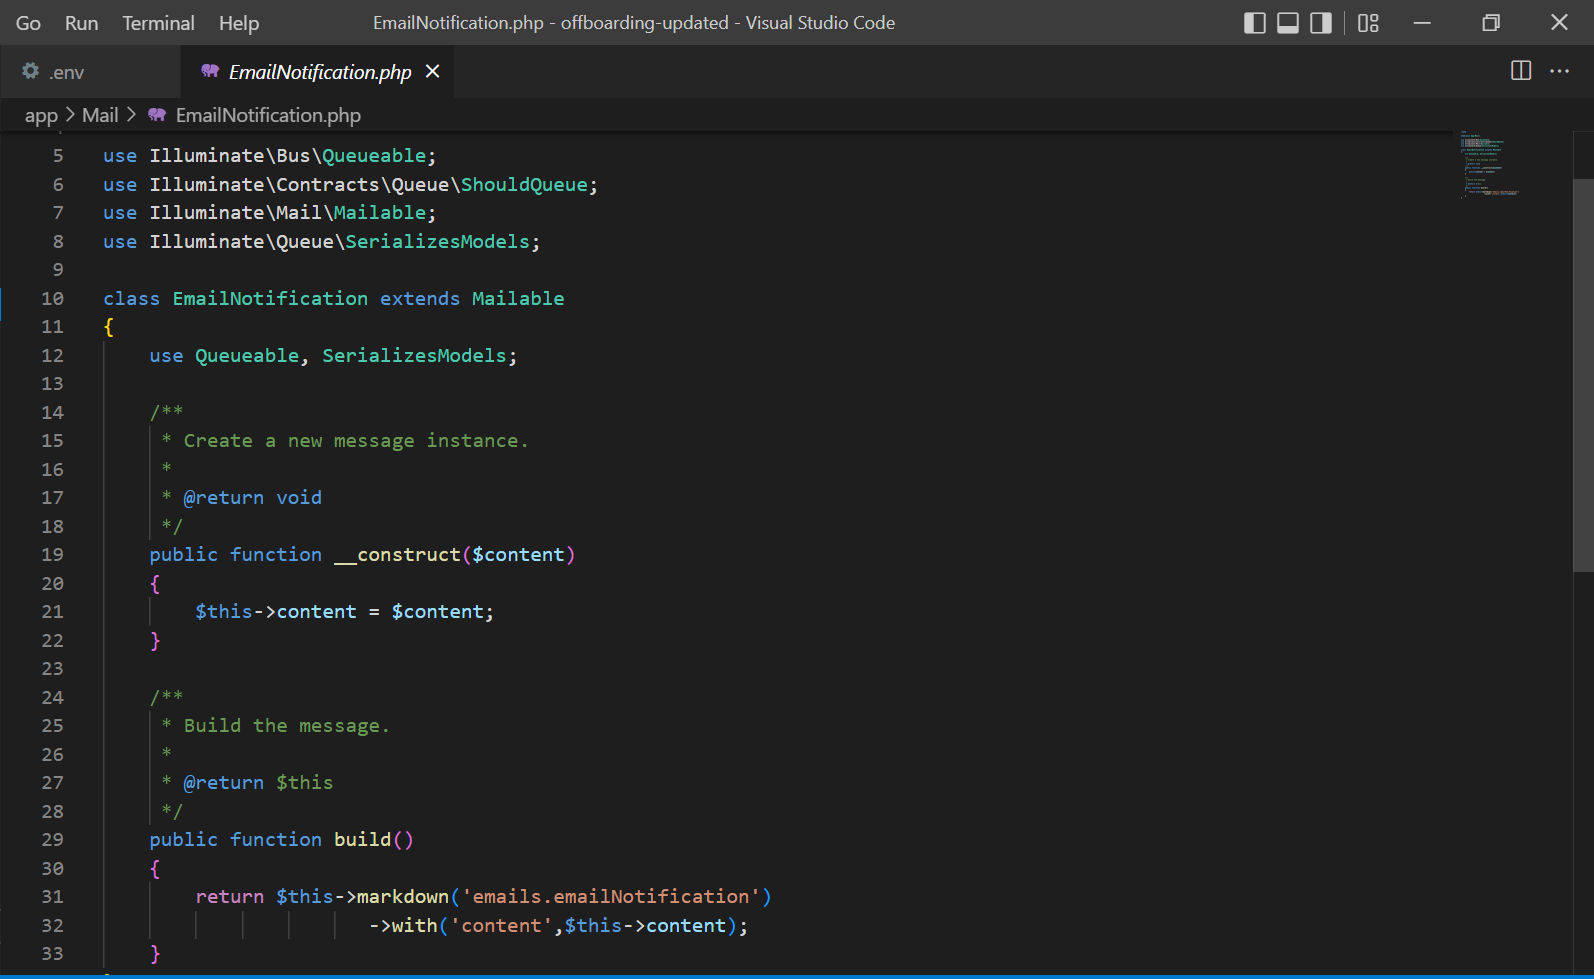 Go Run Terminal Help EmailNotification.php - offboarding-updated - Visual Studio Code
.env EmailNotification.php
app > Mail > EmailNotification.php
5 use Illuminate\Bus\Queueable;
6 use Illuminate\Contracts\Queue\ShouldQueue;
7 use Illuminate\Mail\Mailable;
8 use Illuminate\Queue\SerializesModels;
9
10 class EmailNotification extends Mailable
11 {
12     use Queueable, SerializesModels;
13
14     /**
15      * Create a new message instance.
16      *
17      * @return void
18      */
19     public function __construct($content)
20     {
21         $this->content = $content;
22     }
23
24     /**
25      * Build the message.
26      *
27      * @return $this
28      */
29     public function build()
30     {
31         return $this->markdown('emails.emailNotification')
32                        ->with('content',$this->content);
33     }